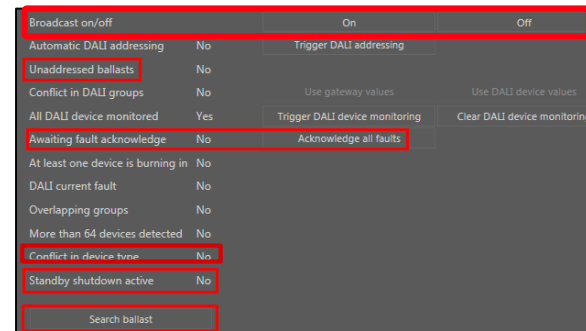 Broadcast on/off On Off
Automatic DALI addressing No Trigger DALI addressing
Unaddressed ballasts No
Conflict in DALI groups No Use gateway values Use DALI device values
All DALI device monitored Yes Trigger DALI device monitoring Clear DALI device monitoring
Awaiting fault acknowledge No Acknowledge all faults
At least one device is burning in No
DALI current fault No
Overlapping groups No
More than 64 devices detected No
Conflict in device type No
Standby shutdown active No
Search ballast